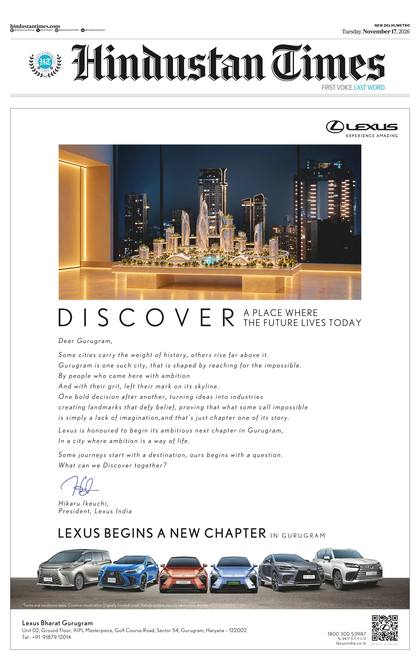 hindustantimes.com
NEW DELHI/METRO
Tuesday, November 17, 2026
HT
Hindustan Times
FIRST VOICE. LAST WORD.
LEXUS
EXPERIENCE AMAZING
DISCOVER A PLACE WHERE
THE FUTURE LIVES TODAY
Dear Gurugram,
Some cities carry the weight of history, others rise far above it.
Gurugram is one such city, that is shaped by reaching for the impossible.
By people who came here with ambition
And with their grit, left their mark on its skyline.
One bold decision after another, turning ideas into industries
creating landmarks that defy belief, proving that what some call impossible
is simply a lack of imagination,and that's just chapter one of its story.
Lexus is honoured to begin its ambitious next chapter in Gurugram,
In a city where ambition is a way of life.
Some journeys start with a destination, ours begins with a question.
What can we Discover together?
Hikaru Ikeuchi,
President, Lexus India
LEXUS BEGINS A NEW CHAPTER IN GURUGRAM
Lexus Bharat Gurugram
Unit 02, Ground Floor, AIPL Masterpiece, Golf Course Road, Sector 54, Gurugram, Haryana - 122002
Tel : +91 91879 12014
1800 300 53987
lexusindia.co.in